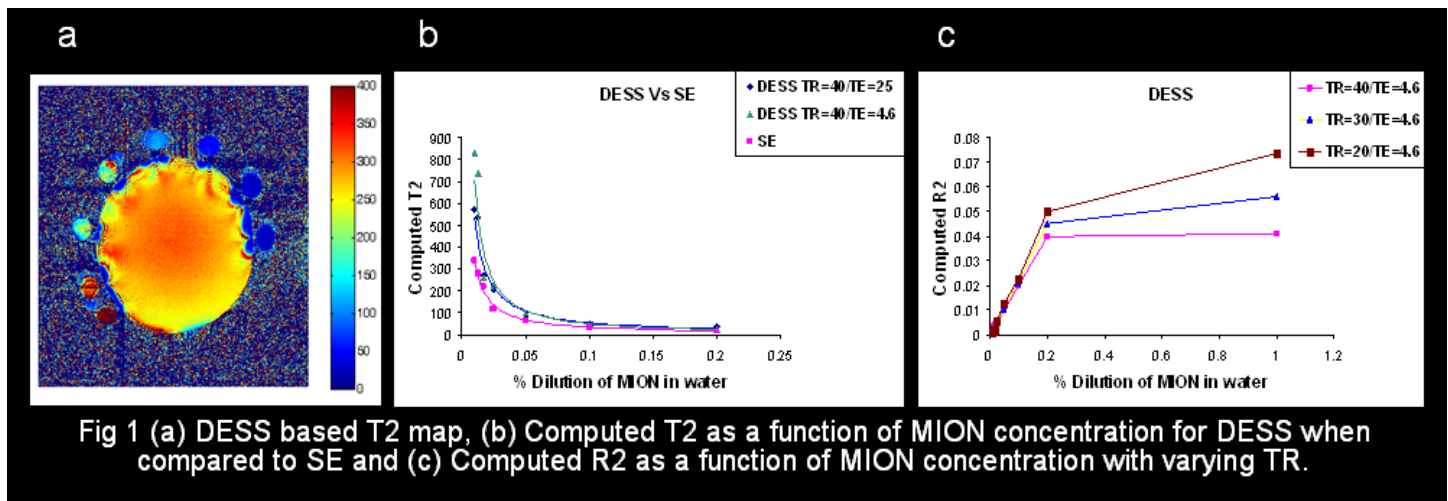 a
b
c
400
350
300
250
200
150
100
50
0
DESS Vs SE
DESS TR=40/TE=25
DESS TR=40/TE=4.6
SE
Computed T2
900
800
700
600
500
400
300
200
100
0
0 0.05 0.1 0.15 0.2 0.25
% Dilution of MION in water
DESS
TR=40/TE=4.6
TR=30/TE=4.6
TR=20/TE=4.6
Computed R2
0.08
0.07
0.06
0.05
0.04
0.03
0.02
0.01
0
0 0.2 0.4 0.6 0.8 1 1.2
% Dilution of MION in water
Fig 1 (a) DESS based T2 map, (b) Computed T2 as a function of MION concentration for DESS when
compared to SE and (c) Computed R2 as a function of MION concentration with varying TR.